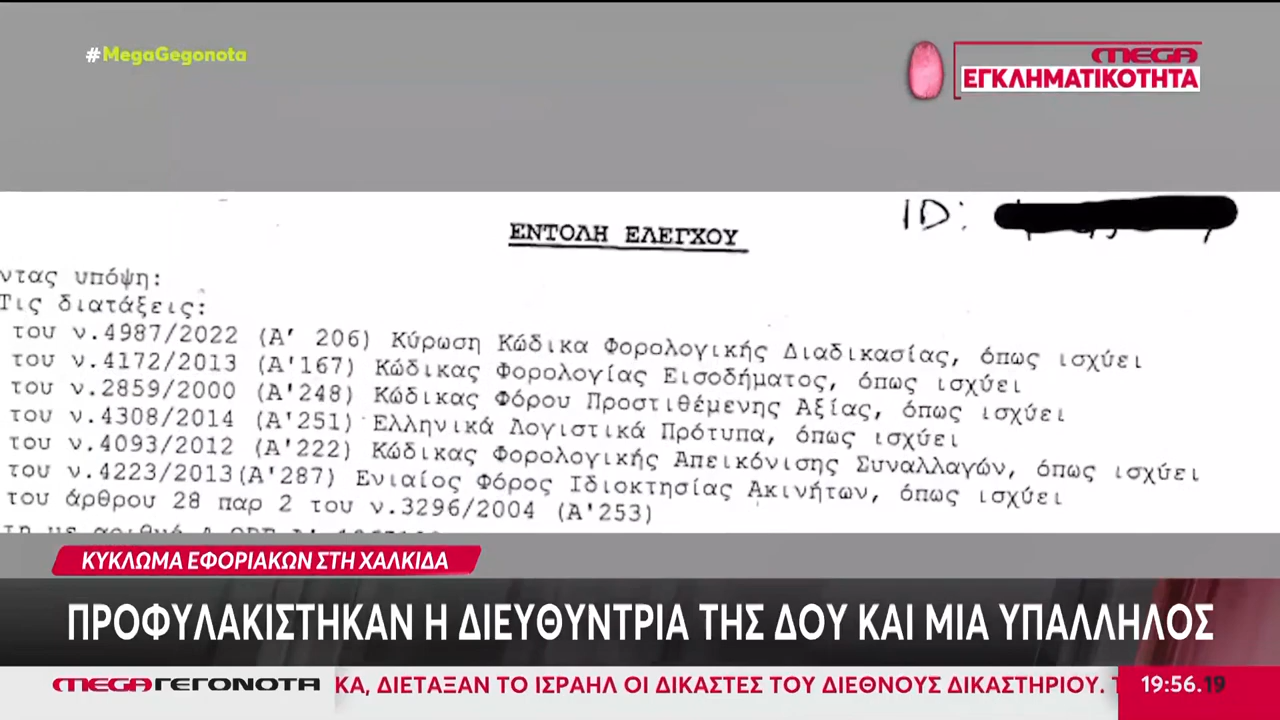 #MegaGegonota
MEGA
ΕΓΚΛΗΜΑΤΙΚΟΤΗΤΑ
ID:
ΕΝΤΟΛΗ ΕΛΕΓΧΟΥ
ντας υπόψη:
Τις διατάξεις:
του ν.4987/2022 (Α’ 206) Κύρωση Κώδικα Φορολογικής Διαδικασίας, όπως ισχύει
του ν.4172/2013 (Α'167) Κώδικας Φορολογίας Εισοδήματος, όπως ισχύει
του ν.2859/2000 (Α'248) Κώδικας Φόρου Προστιθέμενης Αξίας, όπως ισχύει
του ν.4308/2014 (Α'251) Ελληνικά Λογιστικά Πρότυπα, όπως ισχύει
του ν.4093/2012 (Α'222) Κώδικας Φορολογικής Απεικόνισης Συναλλαγών, όπως ισχύει
του ν.4223/2013(Α'287) Ενιαίος Φόρος Ιδιοκτησίας Ακινήτων, όπως ισχύει
του άρθρου 28 παρ 2 του ν.3296/2004 (Α'253)
με αριθμό
ΚΥΚΛΩΜΑ ΕΦΟΡΙΑΚΩΝ ΣΤΗ ΧΑΛΚΙΔΑ
ΠΡΟΦΥΛΑΚΙΣΤΗΚΑΝ Η ΔΙΕΥΘΥΝΤΡΙΑ ΤΗΣ ΔΟΥ ΚΑΙ ΜΙΑ ΥΠΑΛΛΗΛΟΣ
MEGA ΓΕΓΟΝΟΤΑ ΚΑ, ΔΙΕΤΑΞΑΝ ΤΟ ΙΣΡΑΗΛ ΟΙ ΔΙΚΑΣΤΕΣ ΤΟΥ ΔΙΕΘΝΟΥΣ ΔΙΚΑΣΤΗΡΙΟΥ. Τ 19:56.19